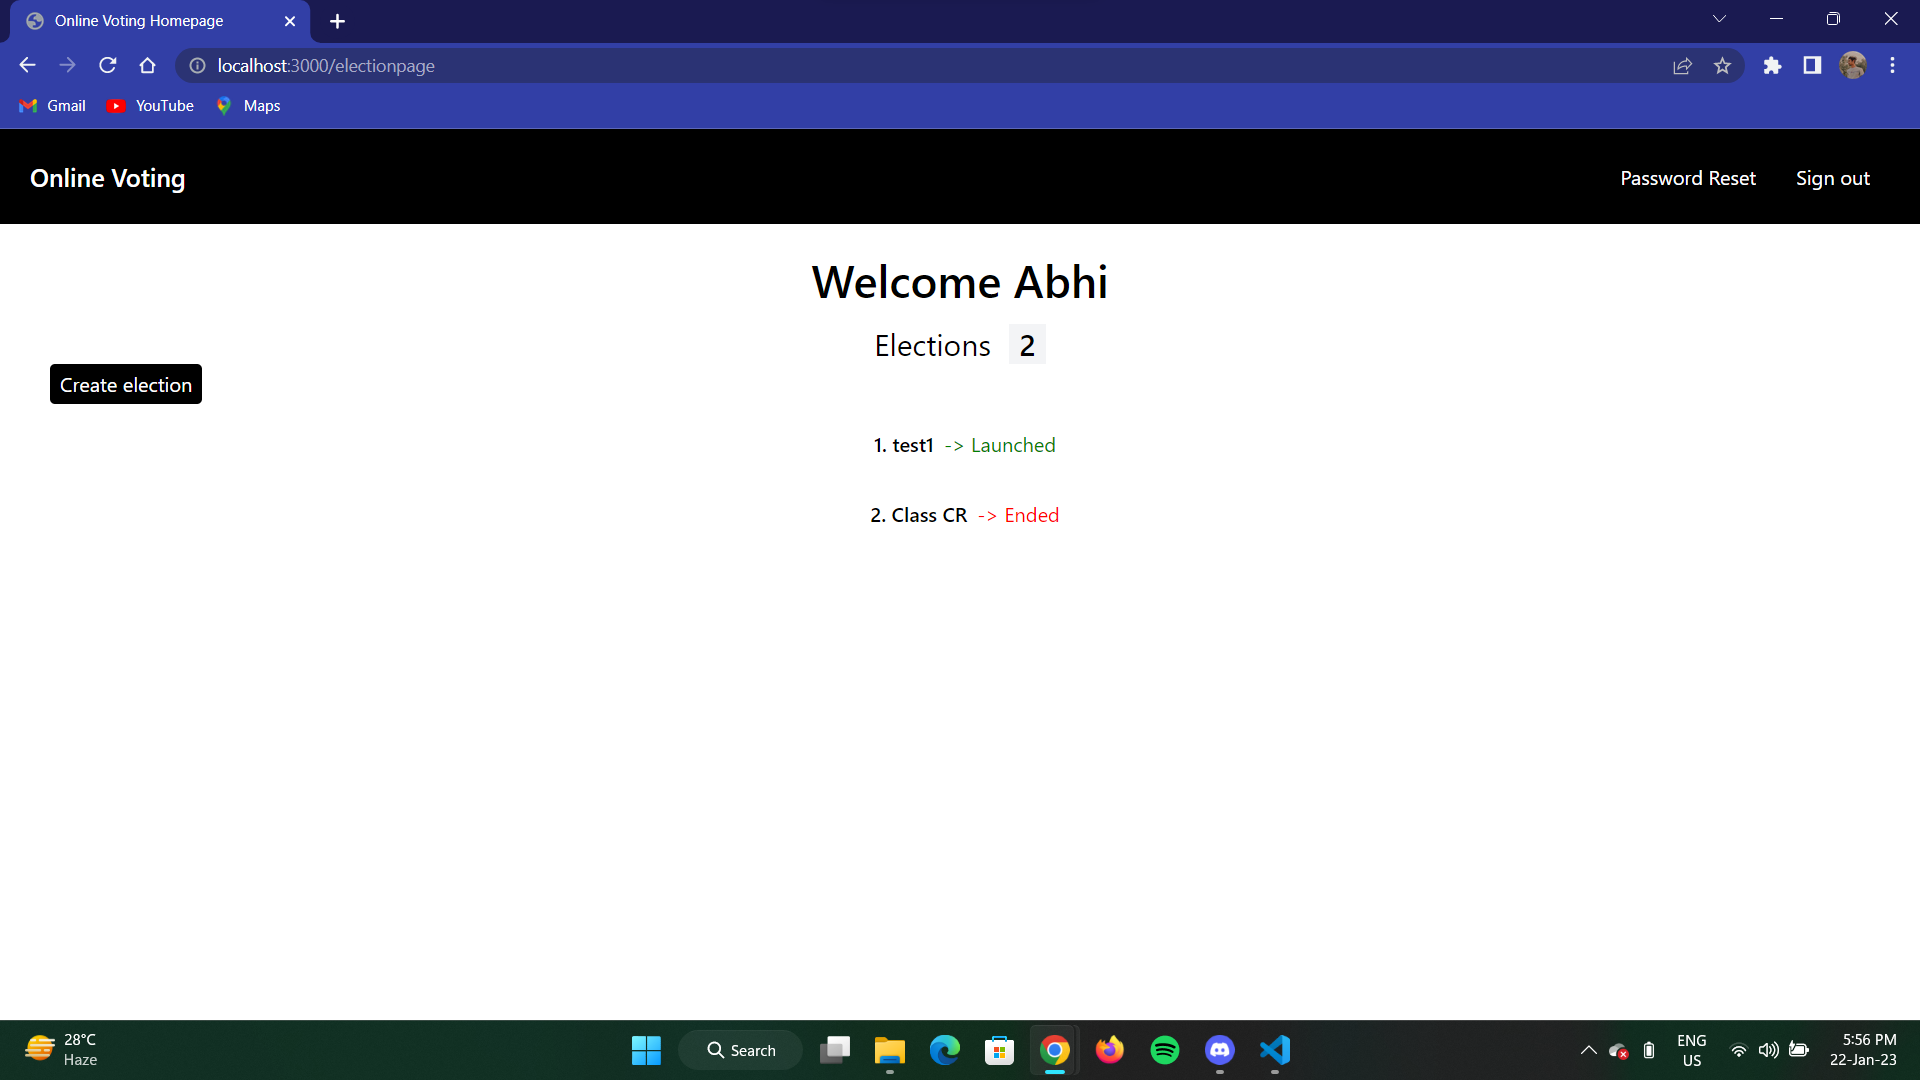 Online Voting Homepage
localhost:3000/electionpage
Gmail YouTube Maps
Online Voting Password Reset Sign out
Welcome Abhi
Elections 2
Create election
1. test1 -> Launched
2. Class CR -> Ended
28°C
Haze
Search
ENG
US
5:56 PM
22-Jan-23